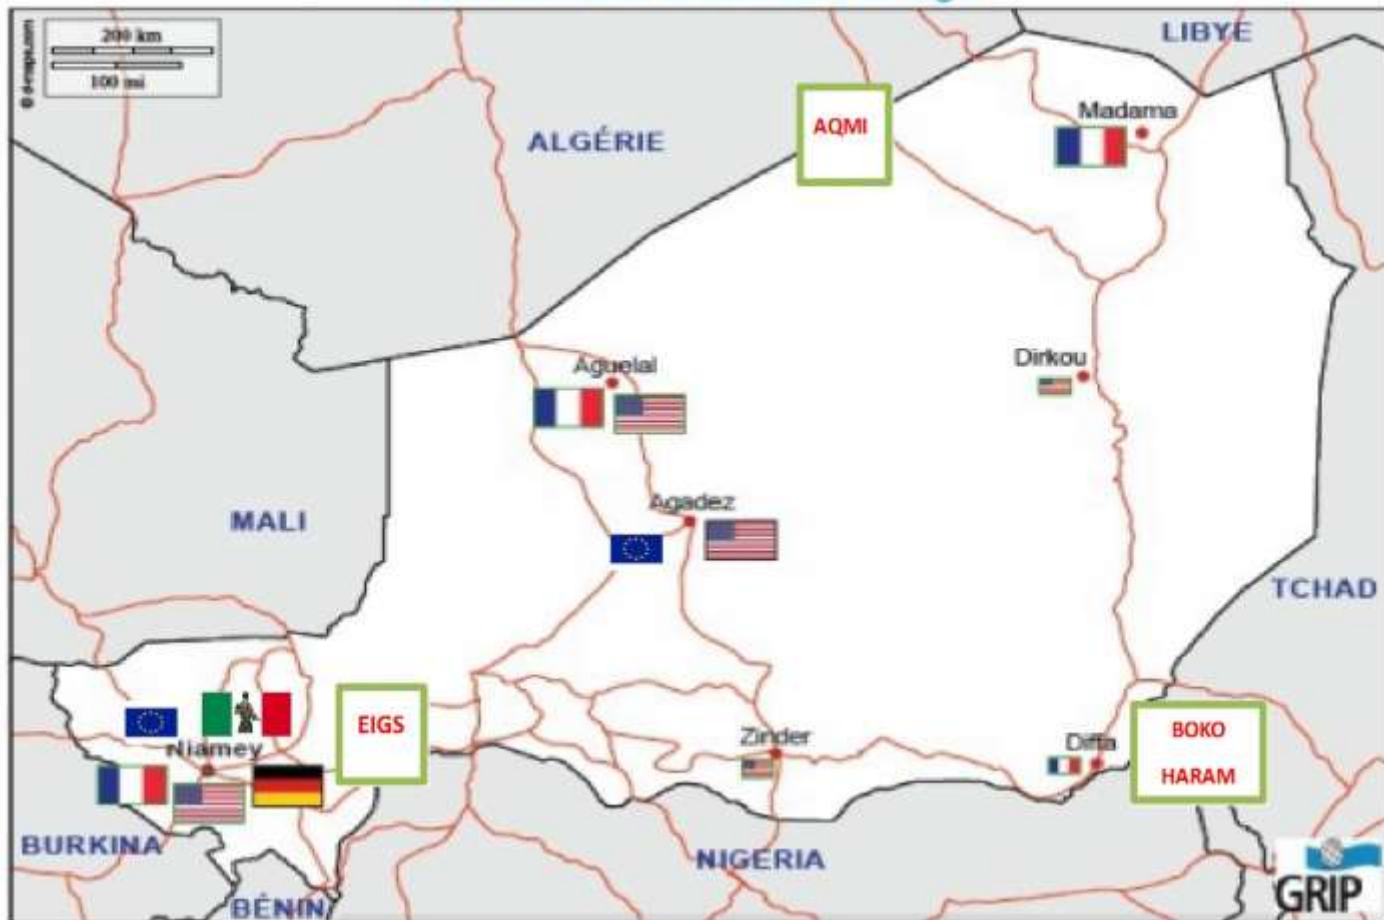 200 km
100 mi
© d-maps.com
LIBYE
Madama
AQMI
ALGÉRIE
Dirkou
Aguelal
Agadez
MALI
TCHAD
EIGS
Niamey
Zinder
Diffa
BOKO
HARAM
BURKINA
NIGERIA
BÉNIN
GRIP